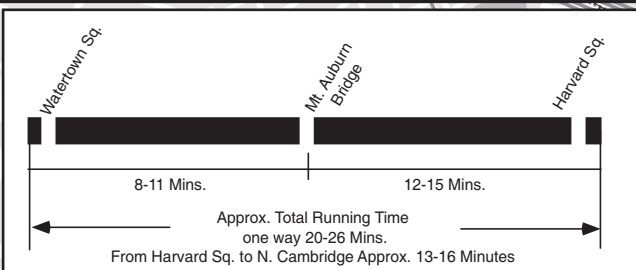 Watertown Sq.
Mt. Auburn
Bridge
Harvard Sq.
8-11 Mins.
12-15 Mins.
Approx. Total Running Time
one way 20-26 Mins.
From Harvard Sq. to N. Cambridge Approx. 13-16 Minutes